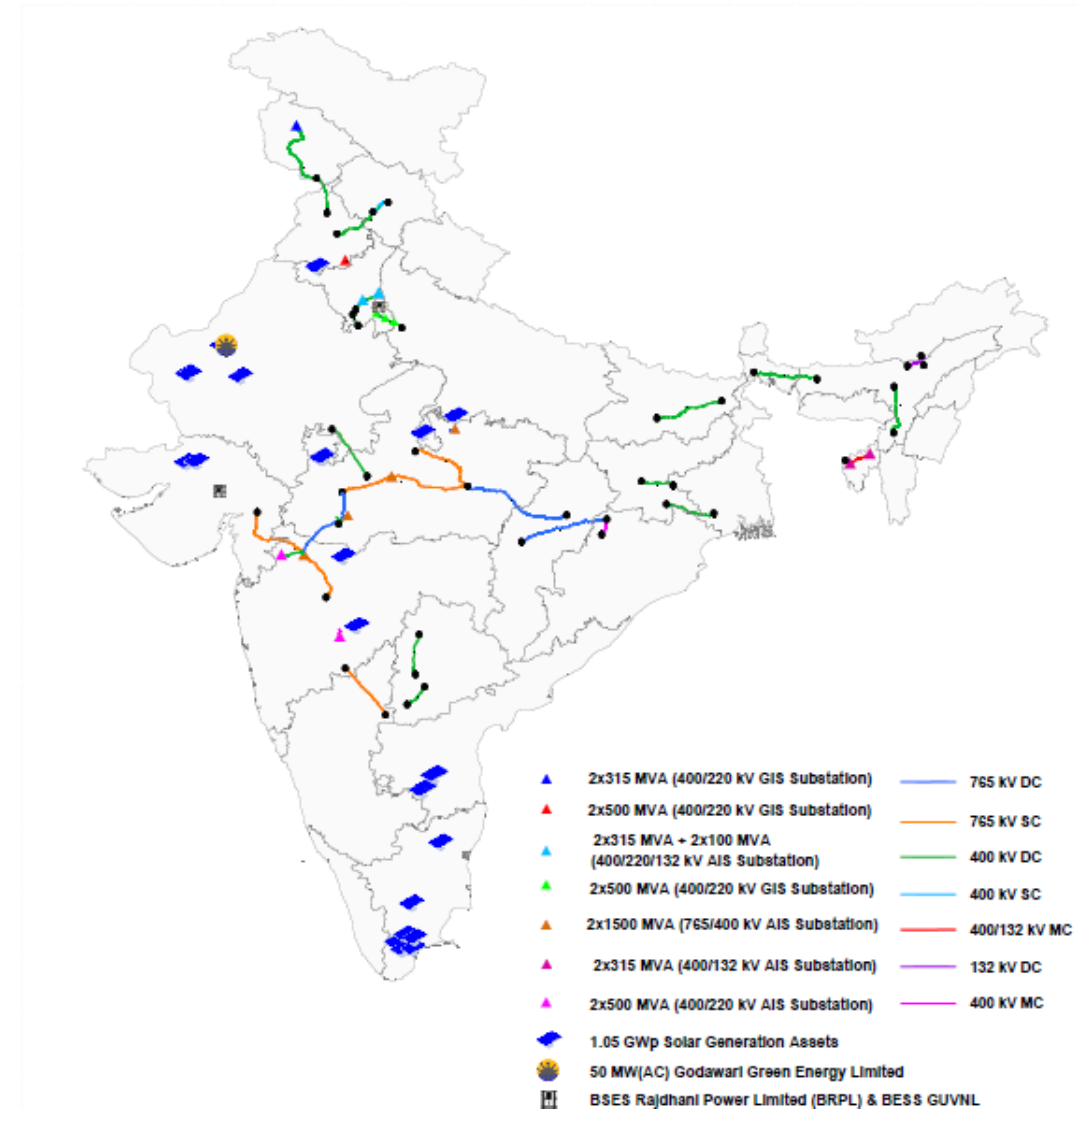 2x315 MVA (400/220 kV GIS Substation)
2x500 MVA (400/220 kV GIS Substation)
2x315 MVA + 2x100 MVA
(400/220/132 kV AIS Substation)
2x500 MVA (400/220 kV GIS Substation)
2x1500 MVA (765/400 kV AIS Substation)
2x315 MVA (400/132 kV AIS Substation)
2x500 MVA (400/220 kV AIS Substation)
1.05 GWp Solar Generation Assets
50 MW(AC) Godawari Green Energy Limited
BSES Rajdhani Power Limited (BRPL) & BESS GUVNL
765 kV DC
765 kV SC
400 kV DC
400 kV SC
400/132 kV MC
132 kV DC
400 kV MC